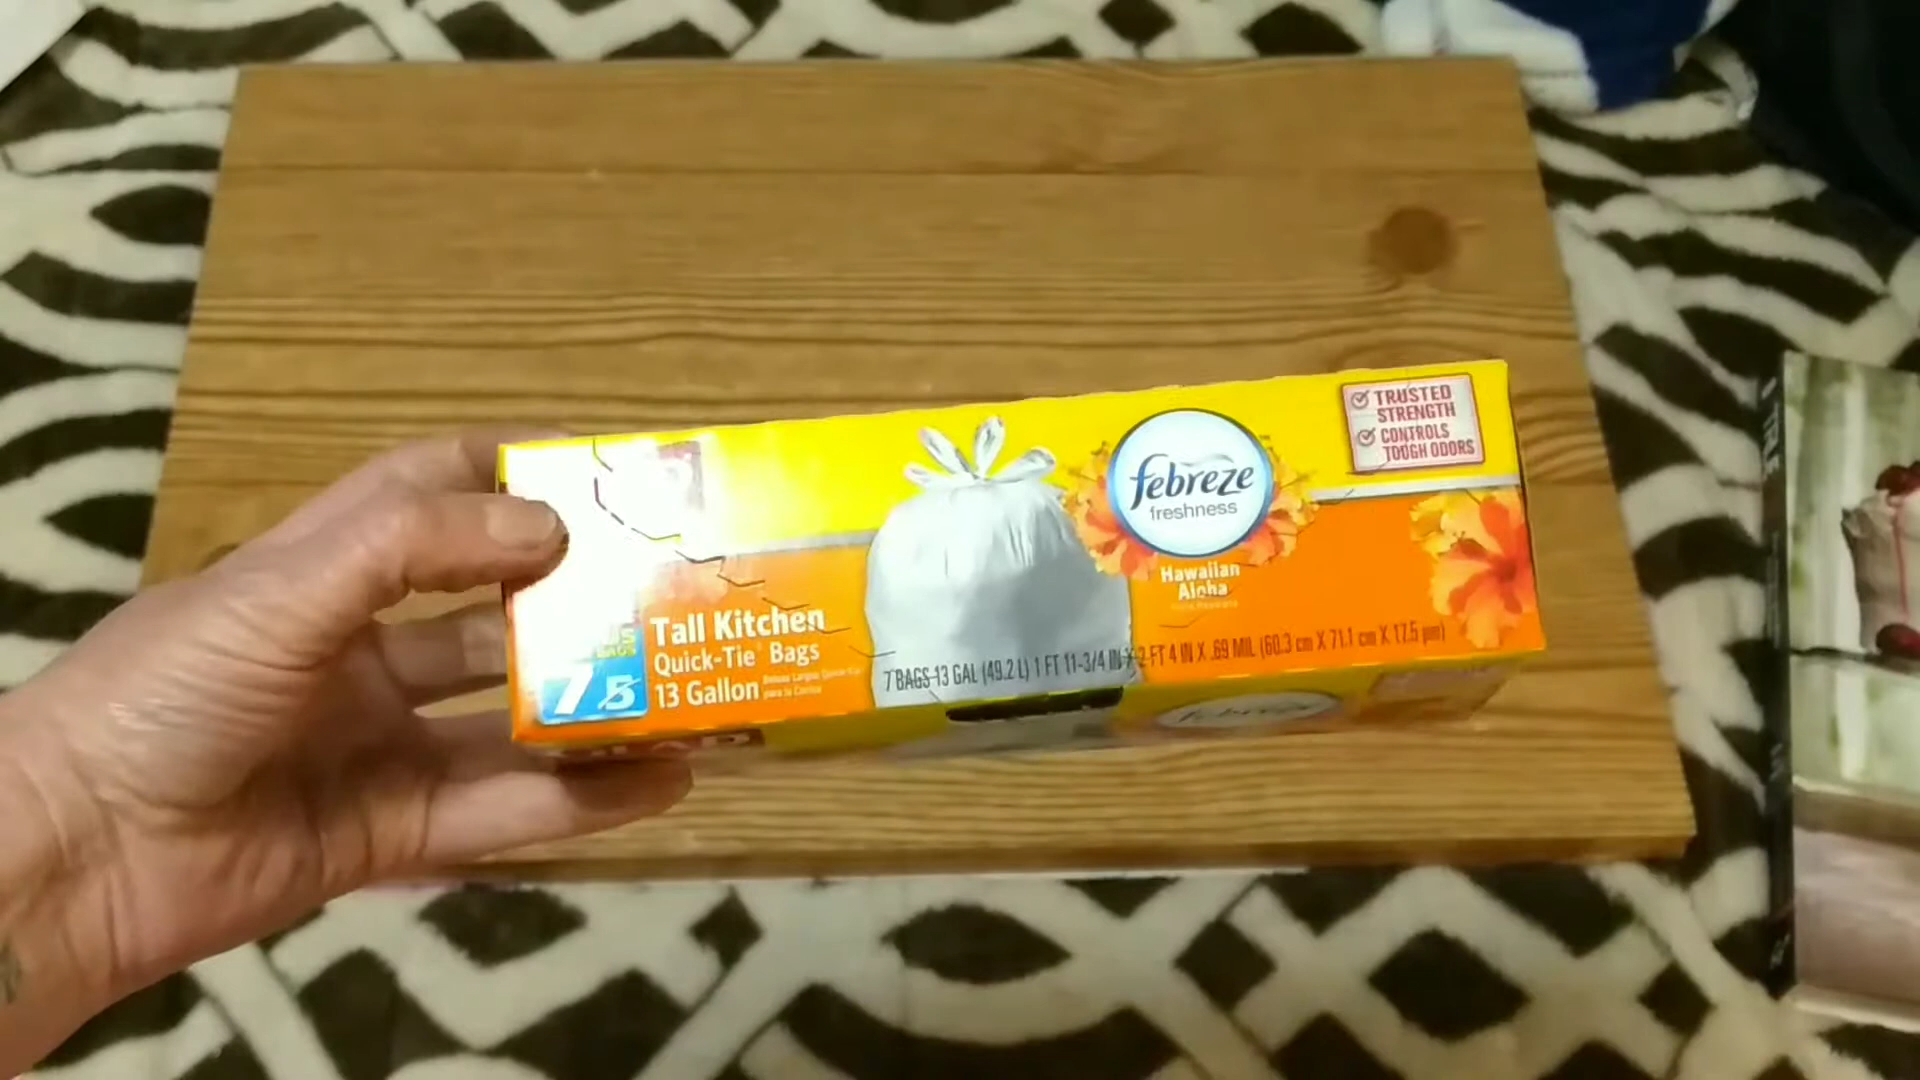 TRUSTED
STRENGTH
CONTROLS
TOUGH ODORS
febreze
freshness
Hawaiian
Aloha
Tall Kitchen
Quick-Tie® Bags
13 Gallon
7 5
7 BAGS 13 GAL (49.2 L) 1 FT 11-3/4 IN X 2 FT 4 IN X .69 MIL (60.3 cm X 71.1 cm X 17.5 µm)